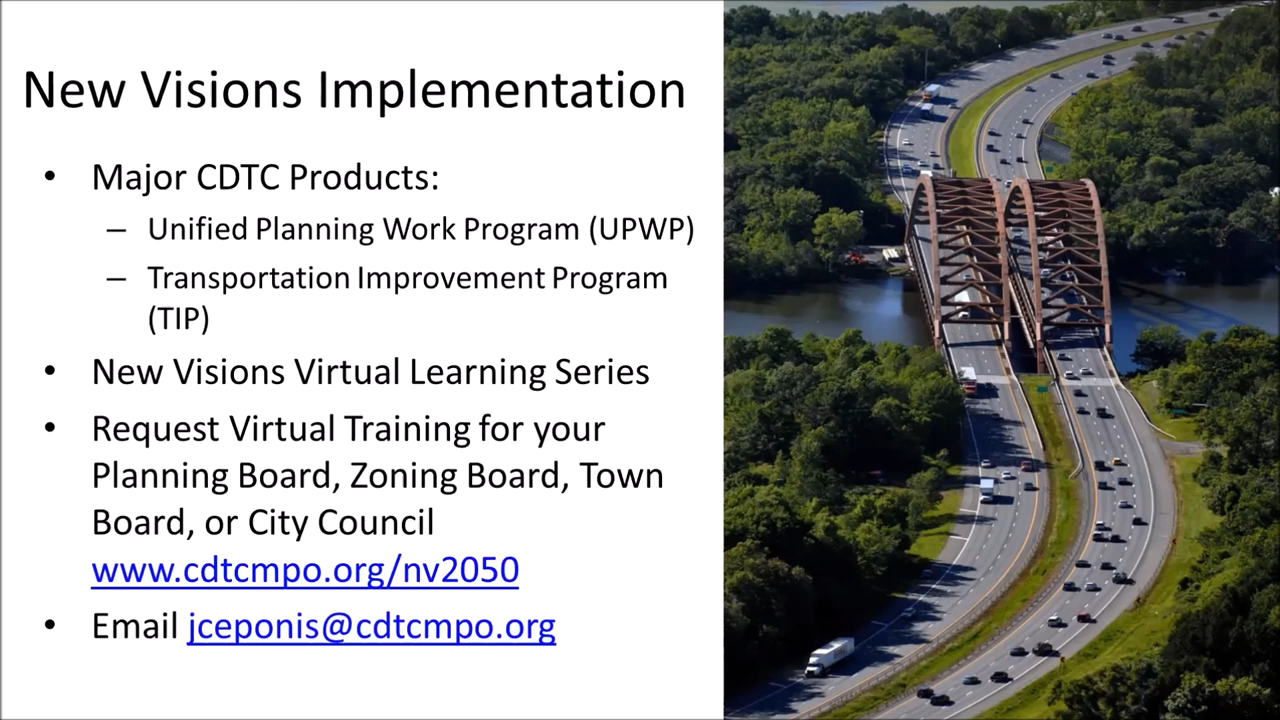 New Visions Implementation
• Major CDTC Products:
– Unified Planning Work Program (UPWP)
– Transportation Improvement Program
(TIP)
• New Visions Virtual Learning Series
• Request Virtual Training for your
Planning Board, Zoning Board, Town
Board, or City Council
www.cdtcmpo.org/nv2050
• Email jceponis@cdtcmpo.org